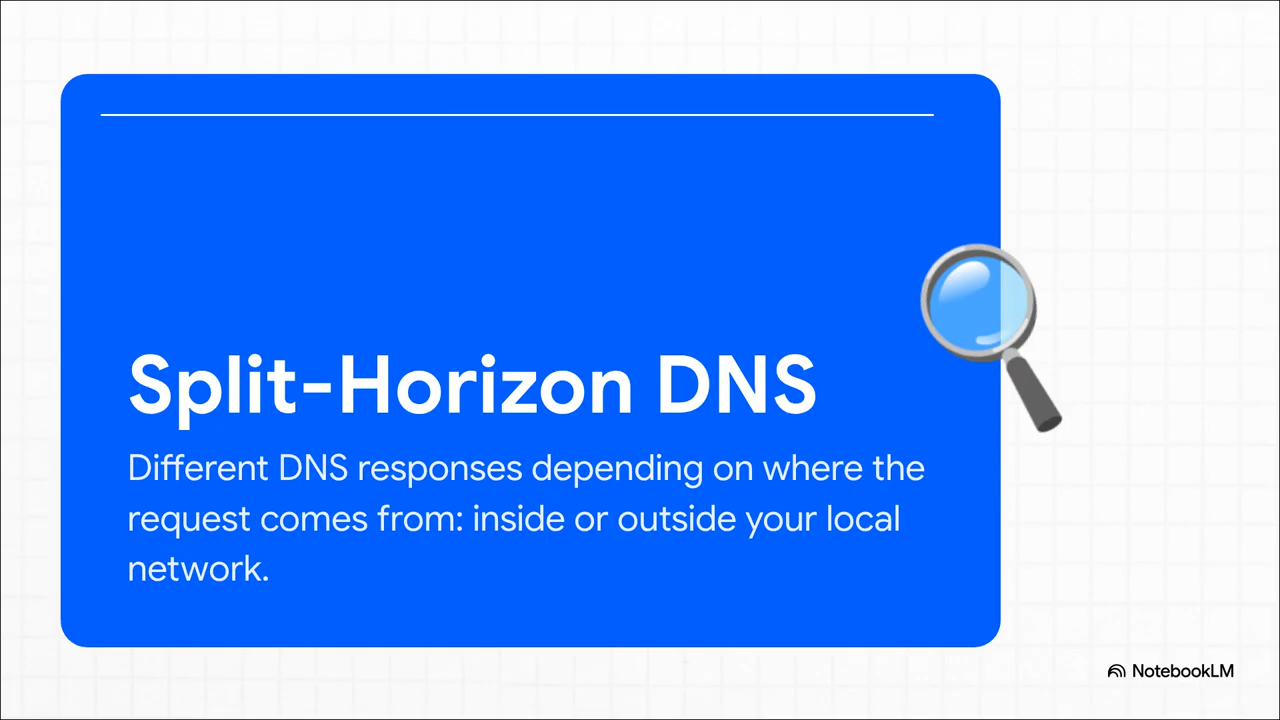 Split-Horizon DNS
Different DNS responses depending on where the
request comes from: inside or outside your local
network.
NotebookLM